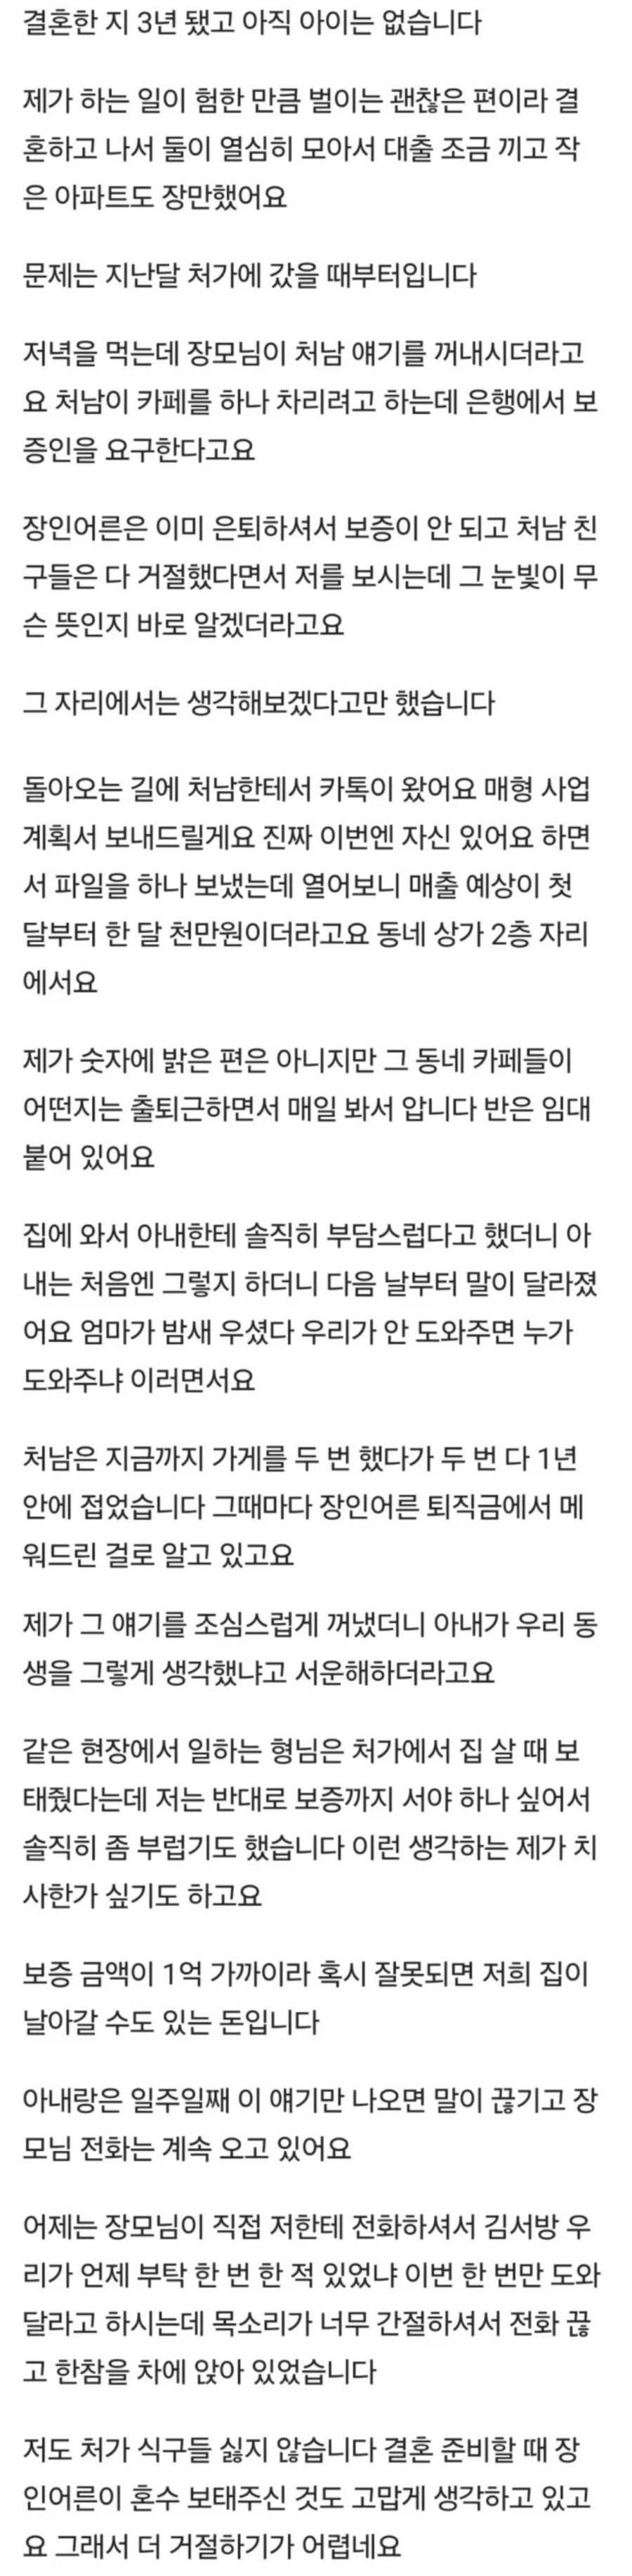 결혼한 지 3년 됐고 아직 아이는 없습니다
제가 하는 일이 험한 만큼 벌이는 괜찮은 편이라 결
혼하고 나서 둘이 열심히 모아서 대출 조금 끼고 작
은 아파트도 장만했어요
문제는 지난달 처가에 갔을 때부터입니다
저녁을 먹는데 장모님이 처남 얘기를 꺼내시더라고
요 처남이 카페를 하나 차리려고 하는데 은행에서 보
증인을 요구한다고요
장인어른은 이미 은퇴하셔서 보증이 안 되고 처남 친
구들은 다 거절했다면서 저를 보시는데 그 눈빛이 무
슨 뜻인지 바로 알겠더라고요
그 자리에서는 생각해보겠다고만 했습니다
돌아오는 길에 처남한테서 카톡이 왔어요 매형 사업
계획서 보내드릴게요 진짜 이번엔 자신 있어요 하면
서 파일을 하나 보냈는데 열어보니 매출 예상이 첫
달부터 한 달 천만원이더라고요 동네 상가 2층 자리
에서요
제가 숫자에 밝은 편은 아니지만 그 동네 카페들이
어떤지는 출퇴근하면서 매일 봐서 압니다 반은 임대
붙어 있어요
집에 와서 아내한테 솔직히 부담스럽다고 했더니 아
내는 처음엔 그렇지 하더니 다음 날부터 말이 달라졌
어요 엄마가 밤새 우셨다 우리가 안 도와주면 누가
도와주냐 이러면서요
처남은 지금까지 가게를 두 번 했다가 두 번 다 1년
안에 접었습니다 그때마다 장인어른 퇴직금에서 메
워드린 걸로 알고 있고요
제가 그 얘기를 조심스럽게 꺼냈더니 아내가 우리 동
생을 그렇게 생각했냐고 서운해하더라고요
같은 현장에서 일하는 형님은 처가에서 집 살 때 보
태줬다는데 저는 반대로 보증까지 서야 하나 싶어서
솔직히 좀 부럽기도 했습니다 이런 생각하는 제가 치
사한가 싶기도 하고요
보증 금액이 1억 가까이라 혹시 잘못되면 저희 집이
날아갈 수도 있는 돈입니다
아내랑은 일주일째 이 얘기만 나오면 말이 끊기고 장
모님 전화는 계속 오고 있어요
어제는 장모님이 직접 저한테 전화하셔서 김서방 우
리가 언제 부탁 한 번 한 적 있었냐 이번 한 번만 도와
달라고 하시는데 목소리가 너무 간절하셔서 전화 끊
고 한참을 차에 앉아 있었습니다
저도 처가 식구들 싫지 않습니다 결혼 준비할 때 장
인어른이 혼수 보태주신 것도 고맙게 생각하고 있고
요 그래서 더 거절하기가 어렵네요